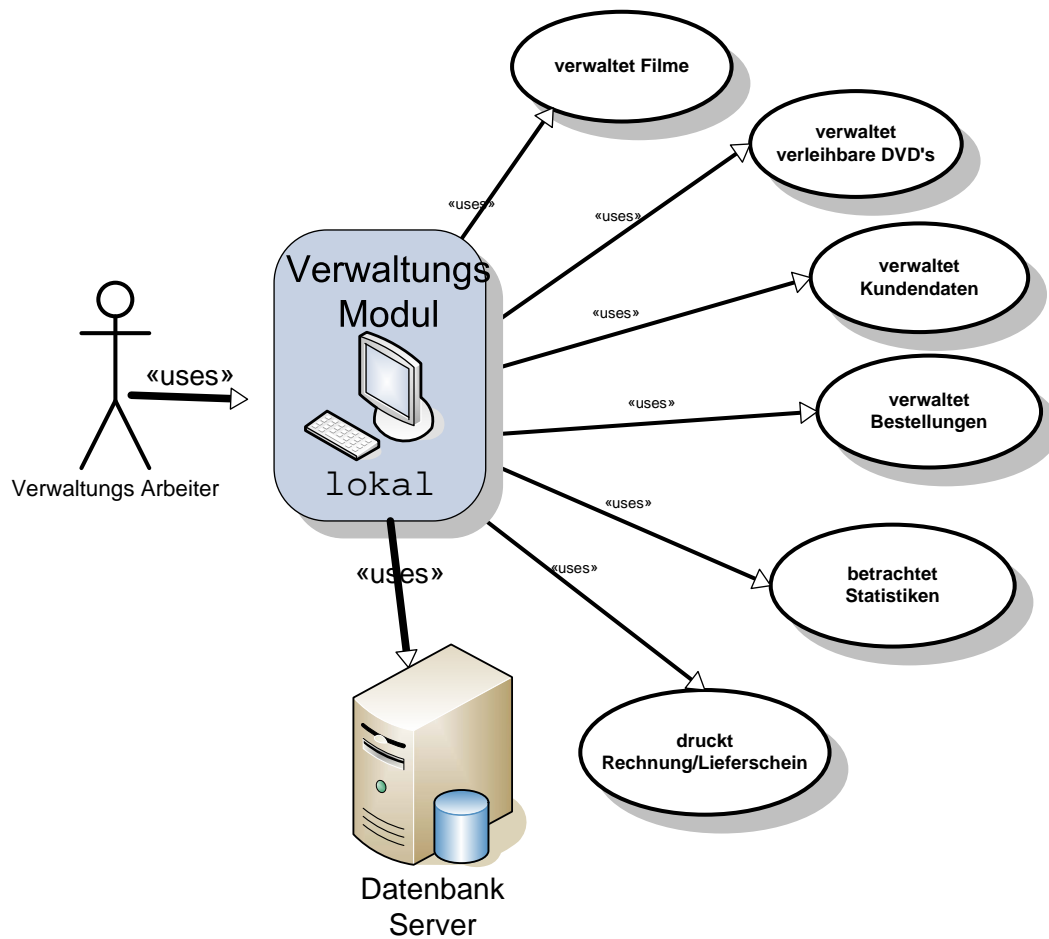 verwaltet Filme
verwaltet
verleihbare DVD's
«uses»
«uses»
Verwaltungs
Modul
verwaltet
Kundendaten
«uses»
«uses»
Verwaltungs Arbeiter
lokal
«uses»
verwaltet
Bestellungen
«uses»
«uses»
«uses»
betrachtet
Statistiken
druckt
Rechnung/Lieferschein
Datenbank
Server